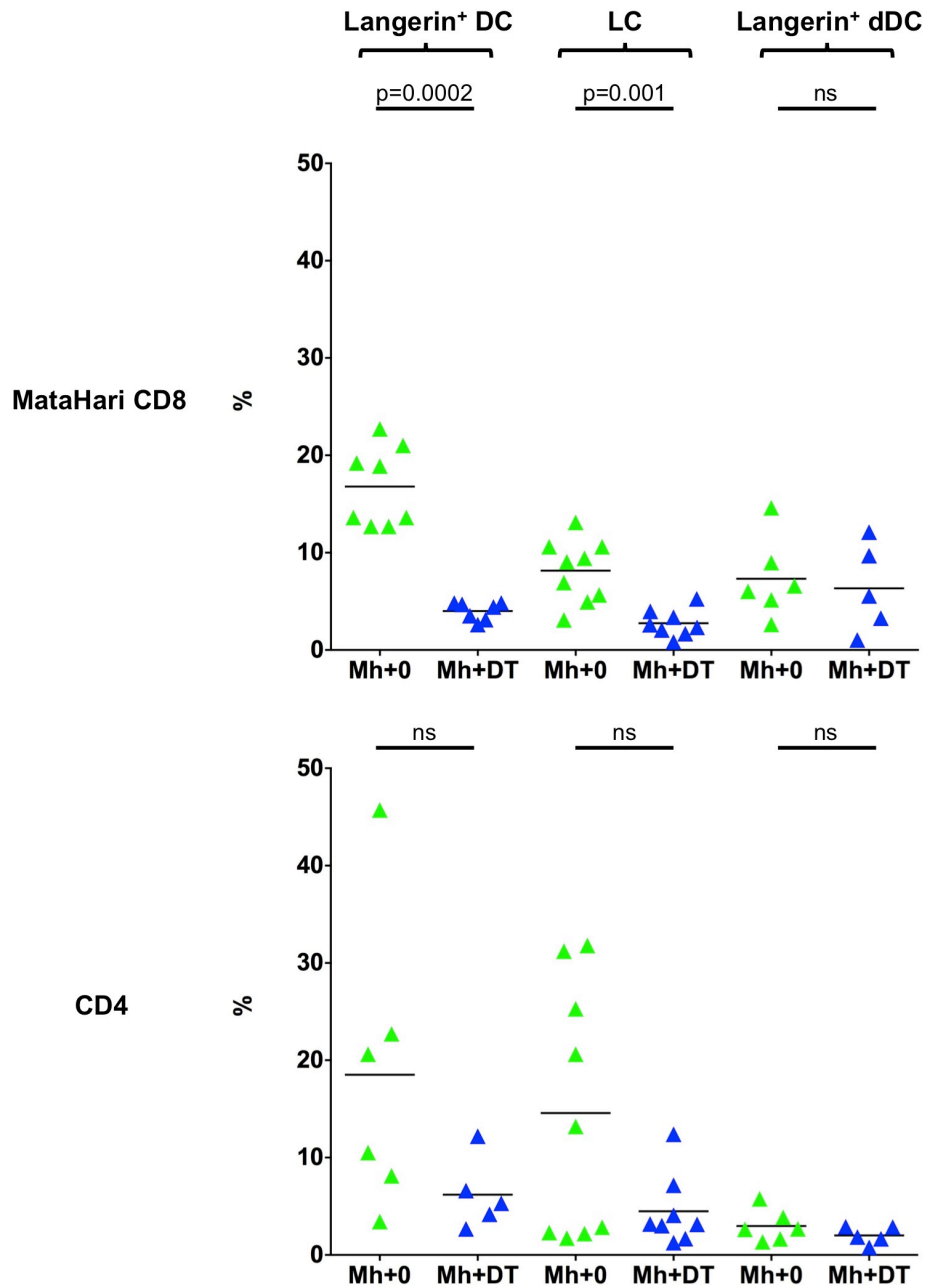 Langerin⁺ DC LC Langerin⁺ dDC
p=0.0002 p=0.001 ns
50
40
30
MataHari CD8 %
20
10
0
Mh+0 Mh+DT Mh+0 Mh+DT Mh+0 Mh+DT
ns ns ns
50
40
30
CD4 %
20
10
0
Mh+0 Mh+DT Mh+0 Mh+DT Mh+0 Mh+DT